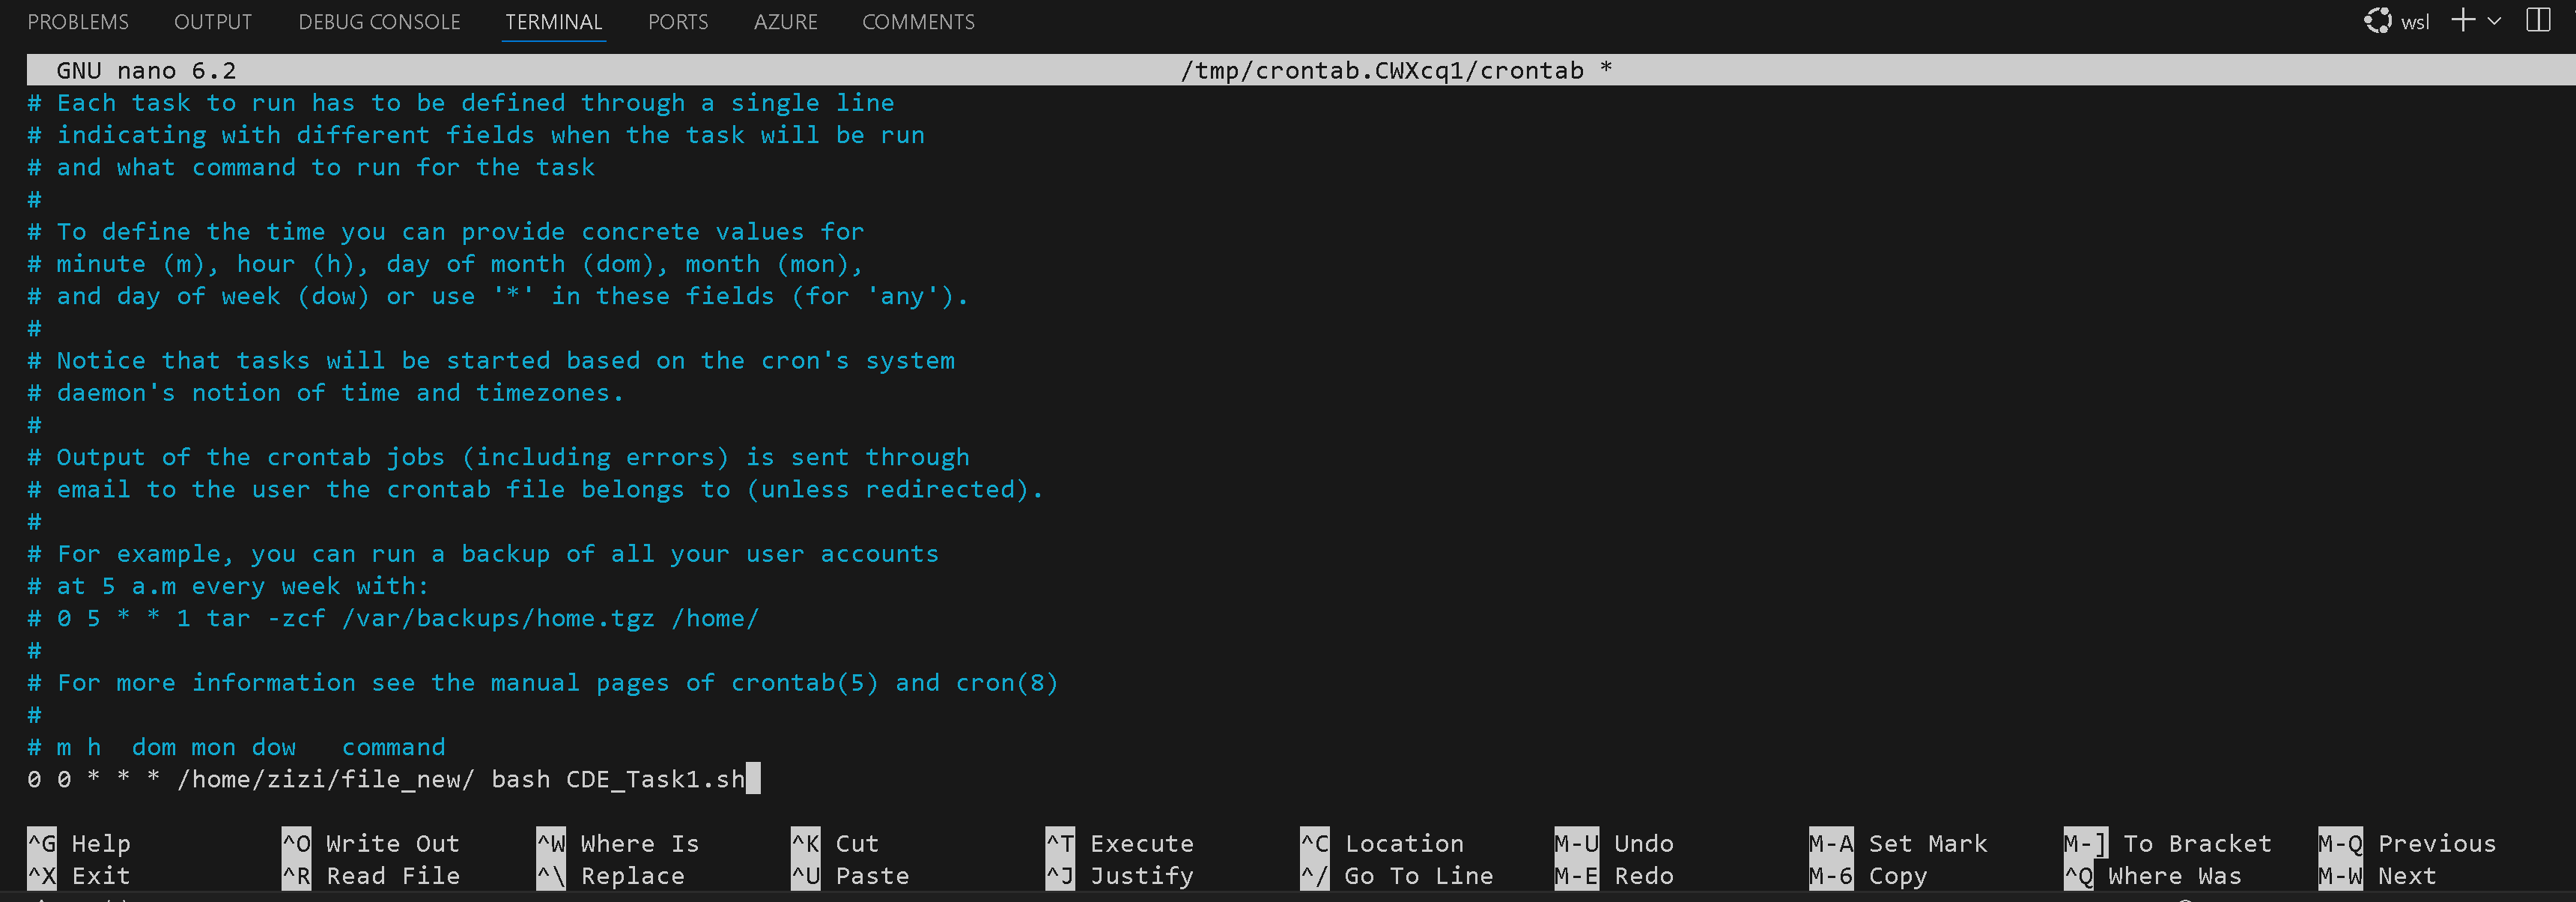 PROBLEMS OUTPUT DEBUG CONSOLE TERMINAL PORTS AZURE COMMENTS wsl
GNU nano 6.2 /tmp/crontab.CWXcq1/crontab *
# Each task to run has to be defined through a single line
# indicating with different fields when the task will be run
# and what command to run for the task
#
# To define the time you can provide concrete values for
# minute (m), hour (h), day of month (dom), month (mon),
# and day of week (dow) or use '*' in these fields (for 'any').
#
# Notice that tasks will be started based on the cron's system
# daemon's notion of time and timezones.
#
# Output of the crontab jobs (including errors) is sent through
# email to the user the crontab file belongs to (unless redirected).
#
# For example, you can run a backup of all your user accounts
# at 5 a.m every week with:
# 0 5 * * 1 tar -zcf /var/backups/home.tgz /home/
#
# For more information see the manual pages of crontab(5) and cron(8)
#
# m h  dom mon dow   command
0 0 * * * /home/zizi/file_new/ bash CDE_Task1.sh
^G Help ^O Write Out ^W Where Is ^K Cut ^T Execute ^C Location M-U Undo M-A Set Mark M-] To Bracket M-Q Previous
^X Exit ^R Read File ^\ Replace ^U Paste ^J Justify ^/ Go To Line M-E Redo M-6 Copy ^Q Where Was M-W Next